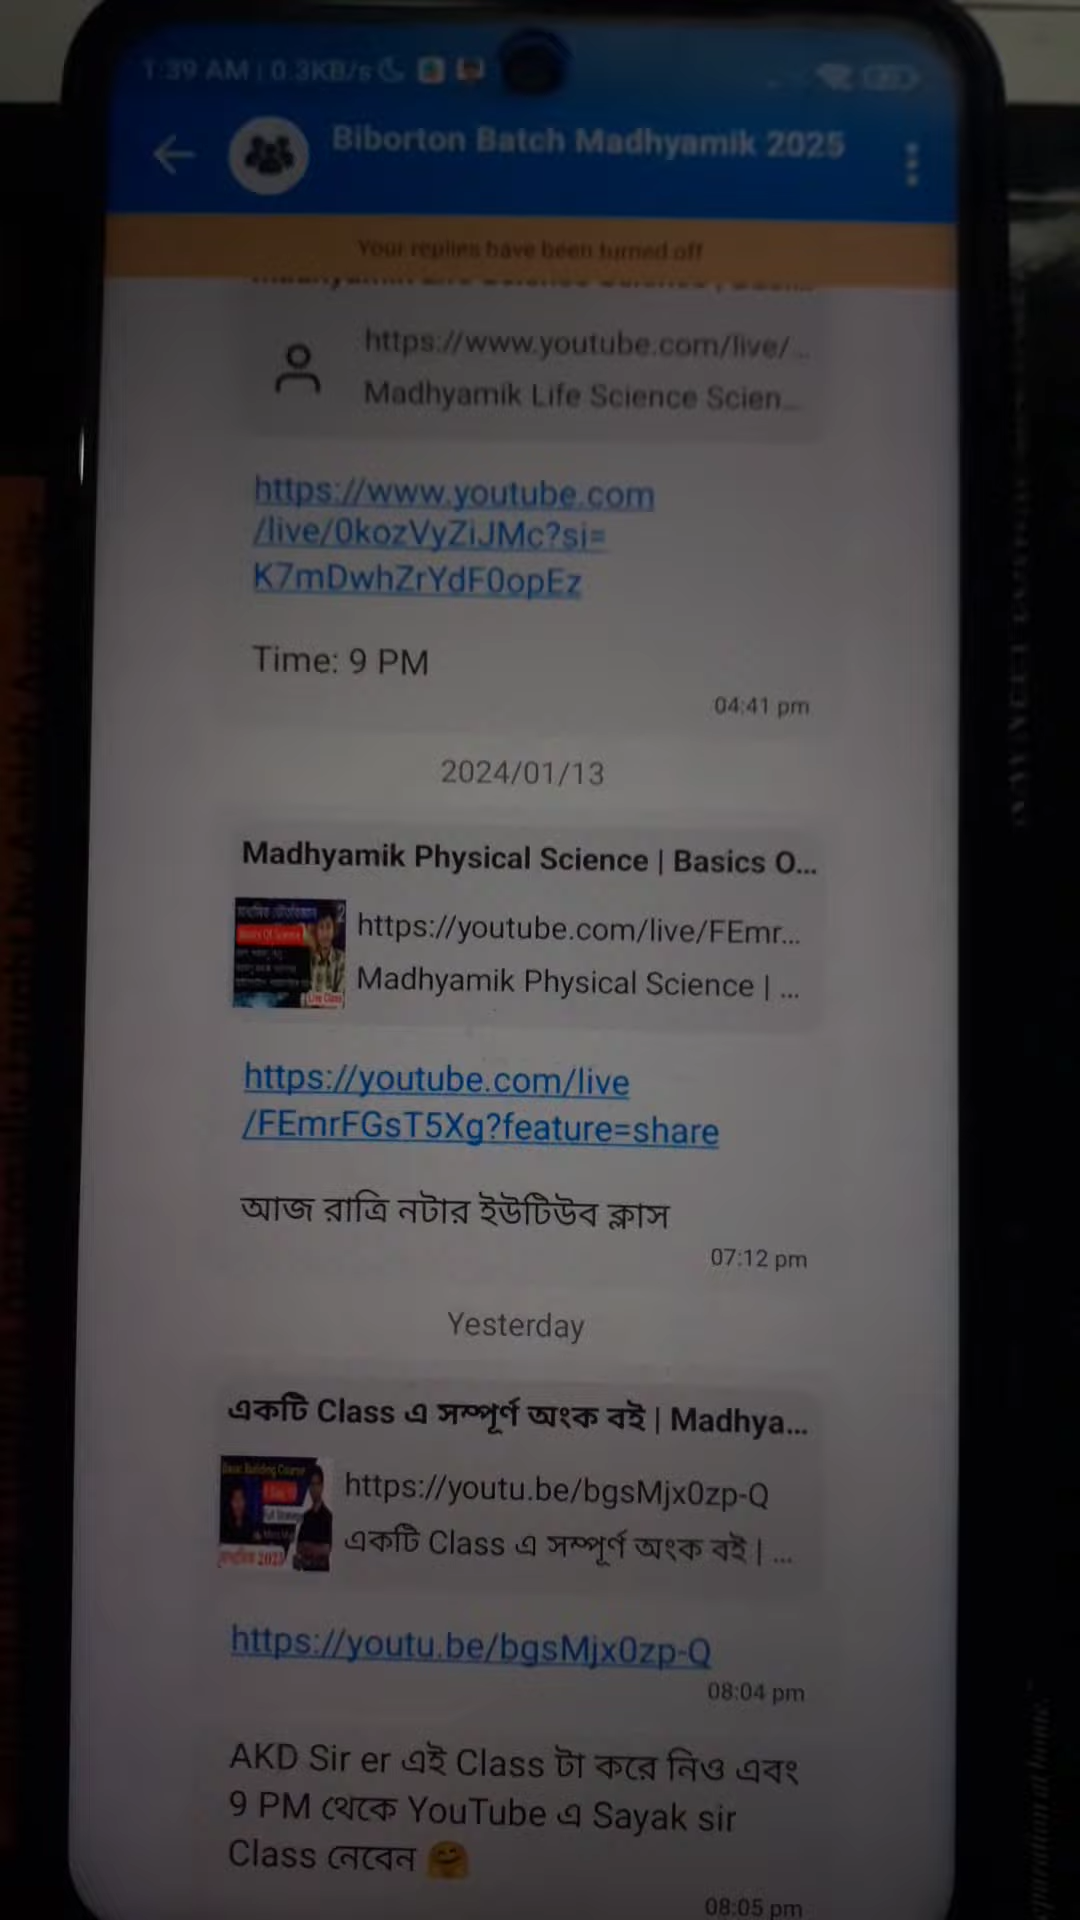 1:39 AM | 0.3KB/s
Biborton Batch Madhyamik 2025
Your replies have been turned off
https://www.youtube.com/live/...
Madhyamik Life Science Scien...
https://www.youtube.com
/live/0kozVyZiJMc?si=
K7mDwhZrYdF0opEz
Time: 9 PM
04:41 pm
2024/01/13
Madhyamik Physical Science | Basics O...
https://youtube.com/live/FEmr...
Madhyamik Physical Science | ...
Live Class
https://youtube.com/live
/FEmrFGsT5Xg?feature=share
আজ রাত্রি নটার ইউটিউব ক্লাস
07:12 pm
Yesterday
একটি Class এ সম্পূর্ণ অংক বই | Madhya...
Basic Building Course
https://youtu.be/bgsMjx0zp-Q
একটি Class এ সম্পূর্ণ অংক বই | ...
https://youtu.be/bgsMjx0zp-Q
08:04 pm
AKD Sir er এই Class টা করে নিও এবং
9 PM থেকে YouTube এ Sayak sir
Class নেবেন 🤗
08:05 pm